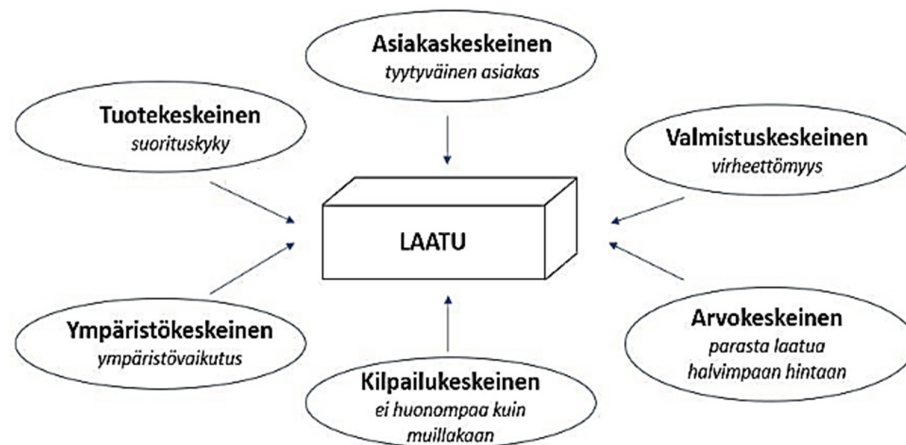 Asiakaskeskeinen
tyytyväinen asiakas
Tuotekeskeinen
suorituskyky
Valmistuskeskeinen
virheettömyys
LAATU
Ympäristökeskeinen
ympäristövaikutus
Arvokeskeinen
parasta laatua
halvimpaan hintaan
Kilpailukeskeinen
ei huonompaa kuin
muillakaan